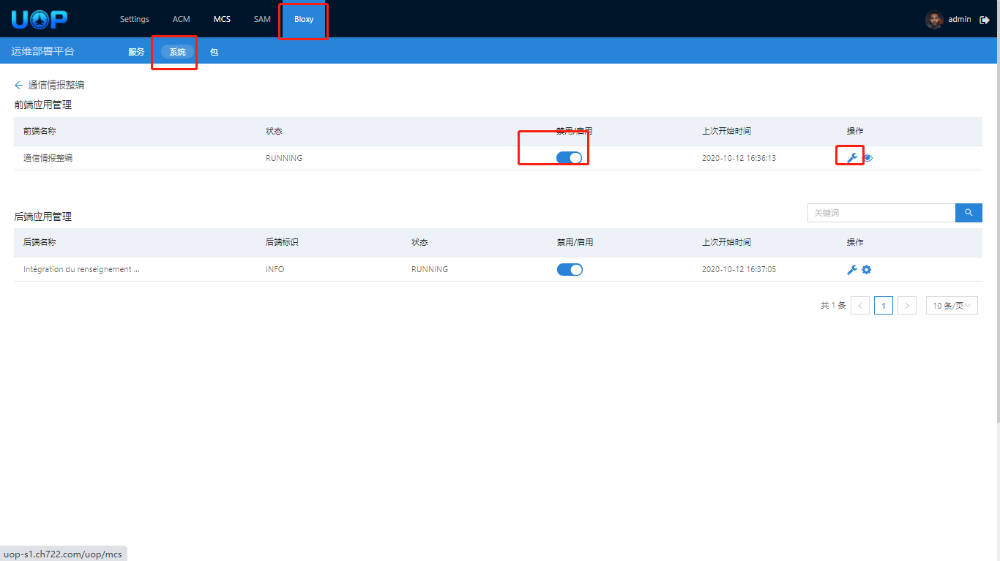 UOP Settings ACM MCS SAM Bloxy admin
运维部署平台 服务 系统 包
通信情报整编
前端应用管理
前端名称 状态 禁用/启用 上次开始时间 操作
通信情报整编 RUNNING 2020-10-12 16:36:13
后端应用管理 关键词
后端名称 后端标识 状态 禁用/启用 上次开始时间 操作
Intégration du renseignement ... INFO RUNNING 2020-10-12 16:37:05
共 1 条 < 1 > 10 条/页
uop-s1.ch722.com/uop/mcs